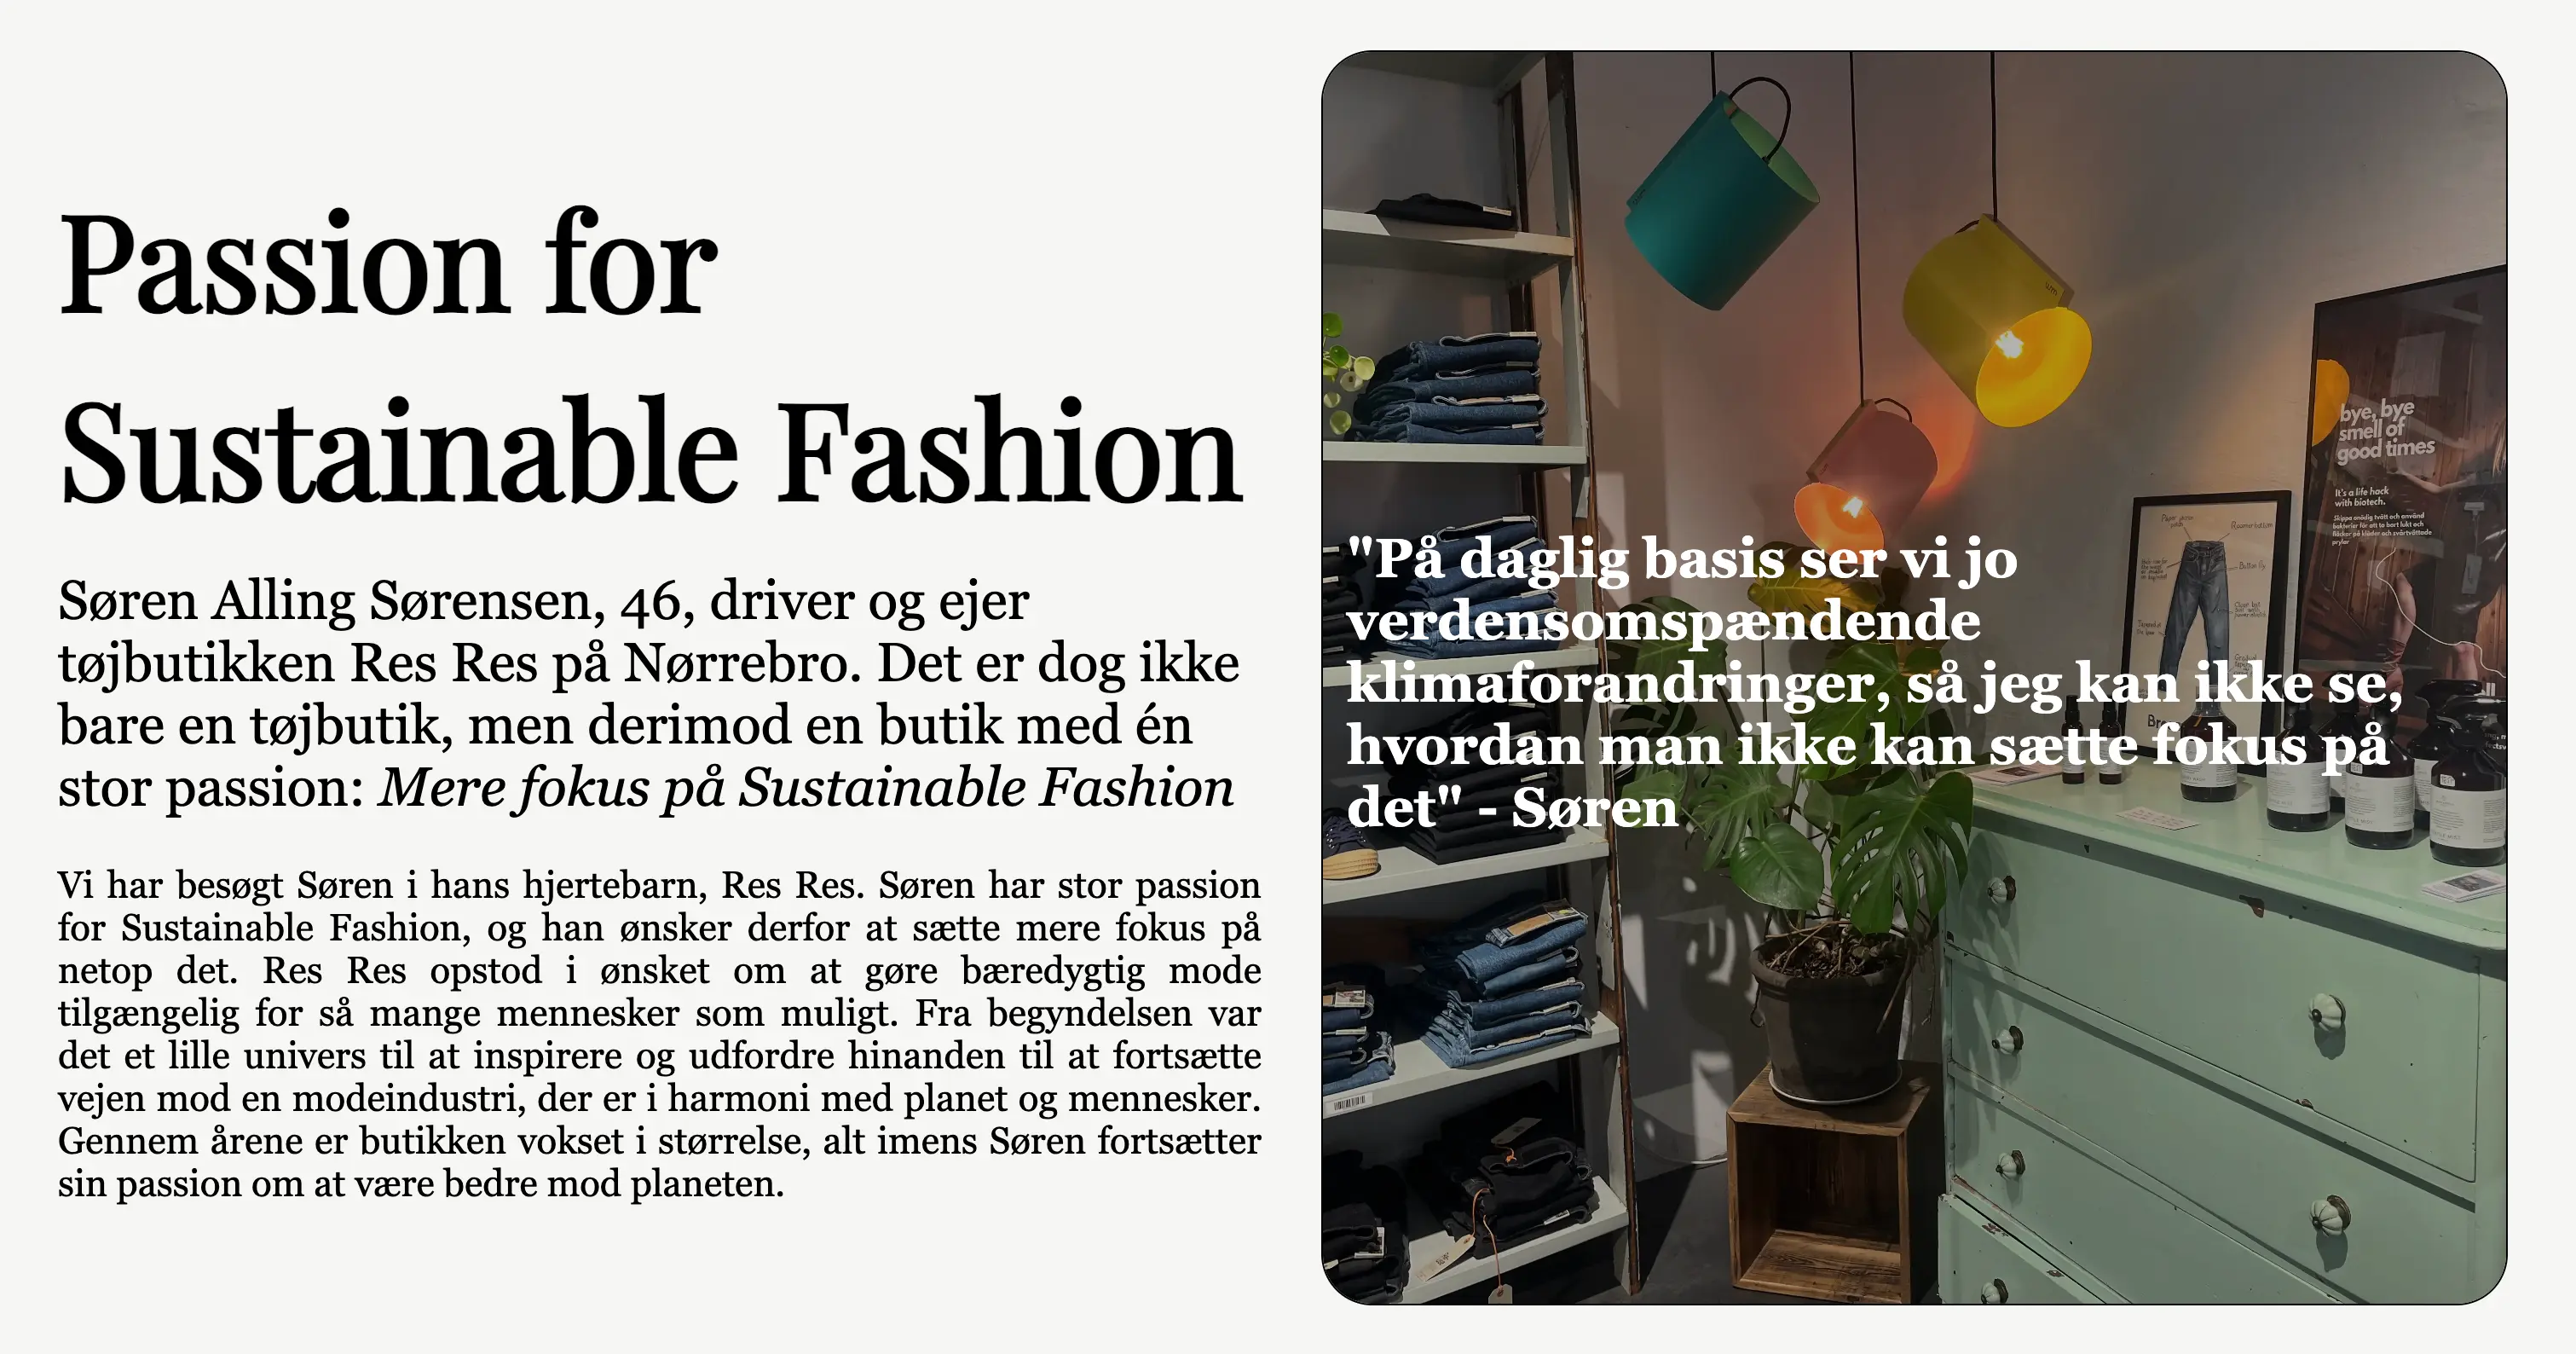 Passion for
Sustainable Fashion
Søren Alling Sørensen, 46, driver og ejer
tøjbutikken Res Res på Nørrebro. Det er dog ikke
bare en tøjbutik, men derimod en butik med én
stor passion: Mere fokus på Sustainable Fashion
Vi har besøgt Søren i hans hjertebarn, Res Res. Søren har stor passion
for Sustainable Fashion, og han ønsker derfor at sætte mere fokus på
netop det. Res Res opstod i ønsket om at gøre bæredygtig mode
tilgængelig for så mange mennesker som muligt. Fra begyndelsen var
det et lille univers til at inspirere og udfordre hinanden til at fortsætte
vejen mod en modeindustri, der er i harmoni med planet og mennesker.
Gennem årene er butikken vokset i størrelse, alt imens Søren fortsætter
sin passion om at være bedre mod planeten.
"På daglig basis ser vi jo
verdensomspændende
klimaforandringer, så jeg kan ikke se,
hvordan man ikke kan sætte fokus på
det" - Søren
bye, bye
smell of
good times
It's a life hack
with biotech.
Button fly